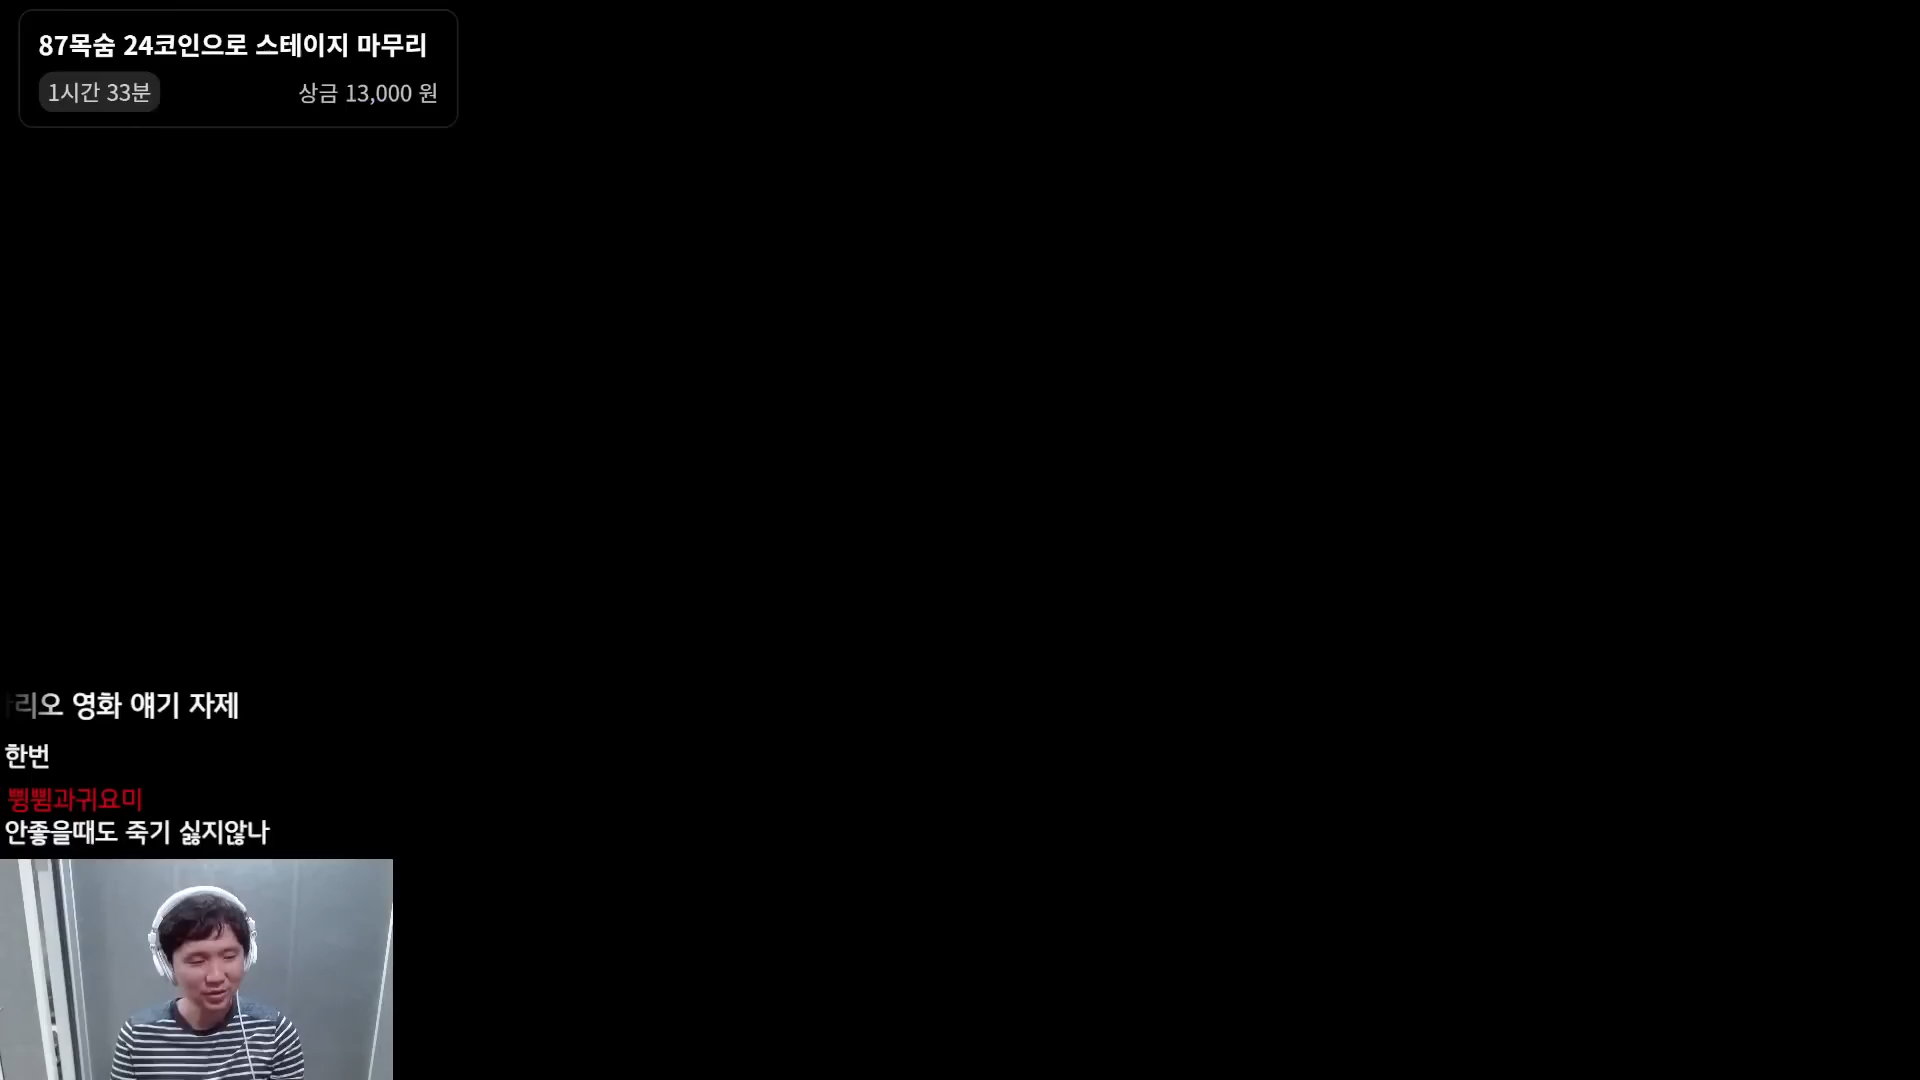 87목숨 24코인으로 스테이지 마무리
1시간 33분
상금 13,000 원
리오 영화 얘기 자제
한번
쀵쀔과귀요미
안좋을때도 죽기 싫지않나